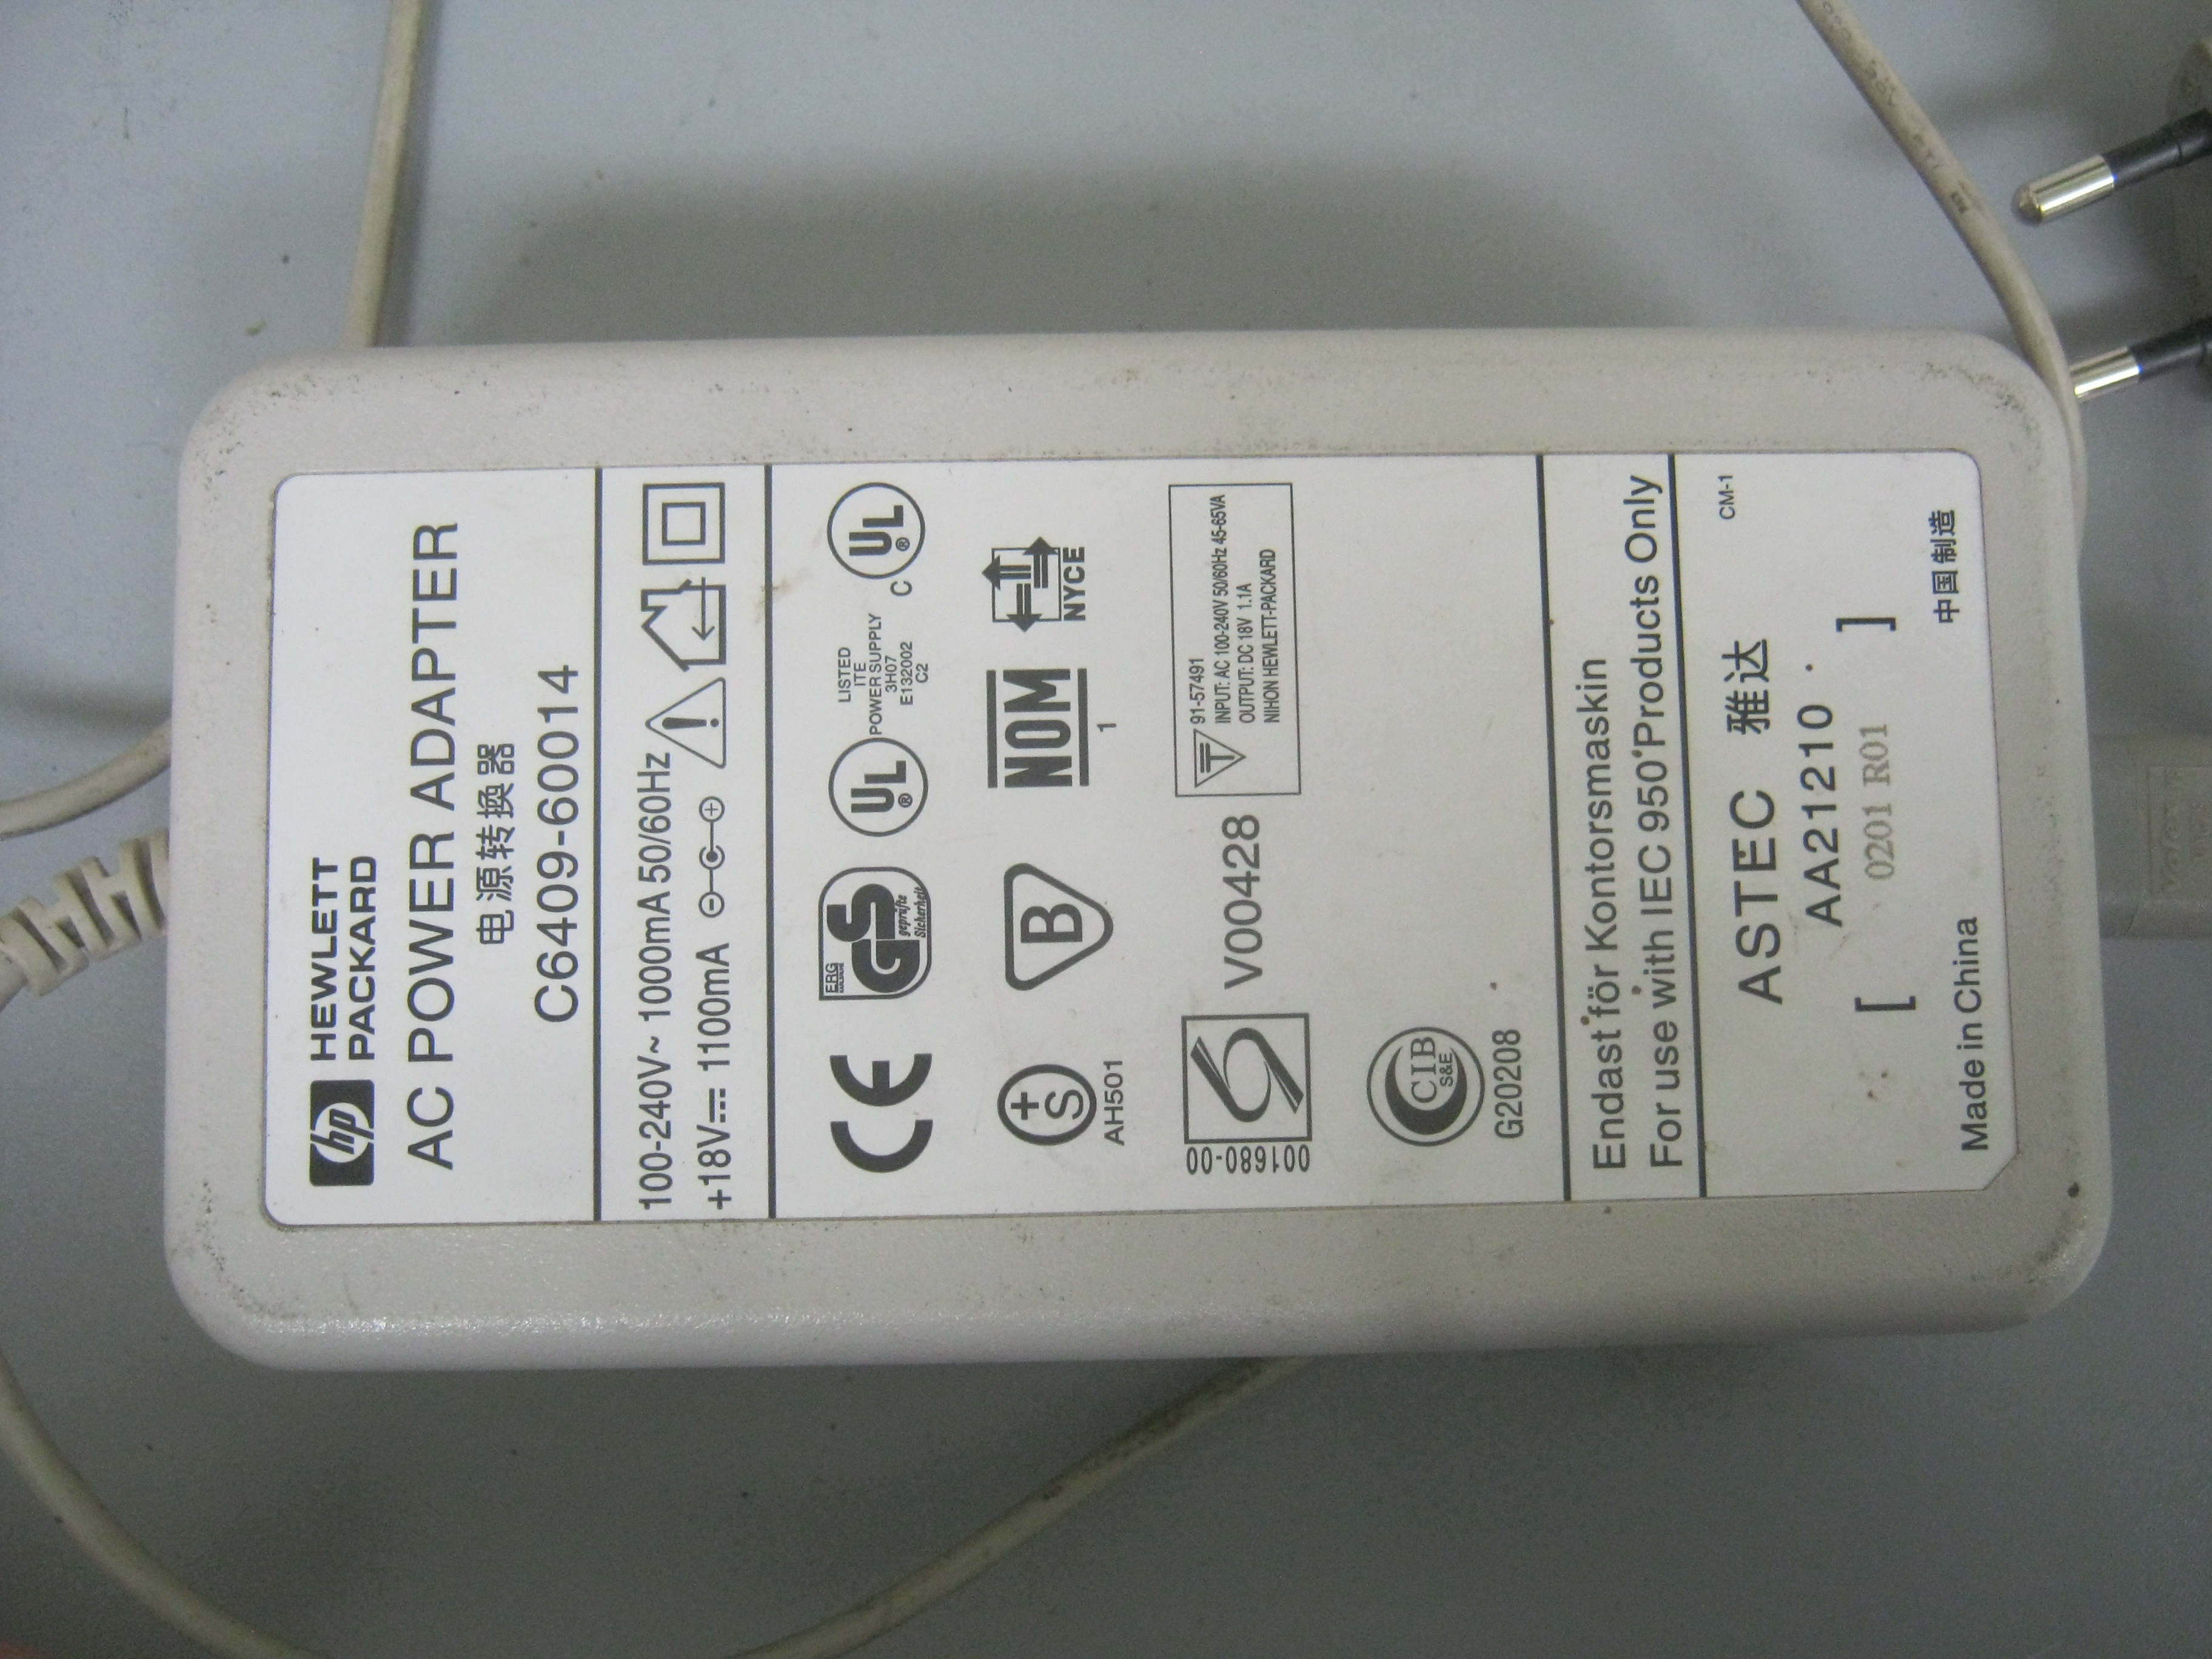 hp HEWLETT
PACKARD
AC POWER ADAPTER
电源转换器
C6409-60014
100-240V~ 1000mA 50/60Hz
+18V⎓ 1100mA
CE
ERG
GS
geprüfte
Sicherheit
UL ®
LISTED
ITE
POWER SUPPLY
3H07
E132002
C2
C UL ®
+S
AH501
B
NOM
1
NYCE
001680-00
V00428
T
91-57491
INPUT: AC 100-240V 50/60Hz 45-65VA
OUTPUT: DC 18V 1.1A
NIHON HEWLETT-PACKARD
CIB
S&E
G20208
Endast för Kontorsmaskin
For use with IEC 950 Products Only
ASTEC 雅达
CM-1
AA21210
[ 0201 R01 ]
Made in China
中国制造